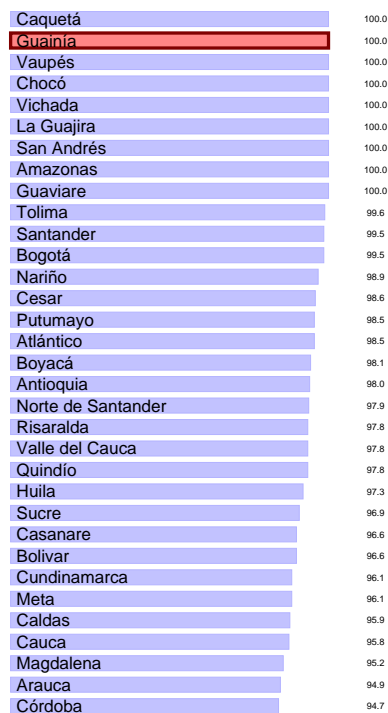 Caquetá 100.0
Guainía 100.0
Vaupés 100.0
Chocó 100.0
Vichada 100.0
La Guajira 100.0
San Andrés 100.0
Amazonas 100.0
Guaviare 100.0
Tolima 99.6
Santander 99.5
Bogotá 99.5
Nariño 98.9
Cesar 98.6
Putumayo 98.5
Atlántico 98.5
Boyacá 98.1
Antioquia 98.0
Norte de Santander 97.9
Risaralda 97.8
Valle del Cauca 97.8
Quindío 97.8
Huila 97.3
Sucre 96.9
Casanare 96.6
Bolivar 96.6
Cundinamarca 96.1
Meta 96.1
Caldas 95.9
Cauca 95.8
Magdalena 95.2
Arauca 94.9
Córdoba 94.7